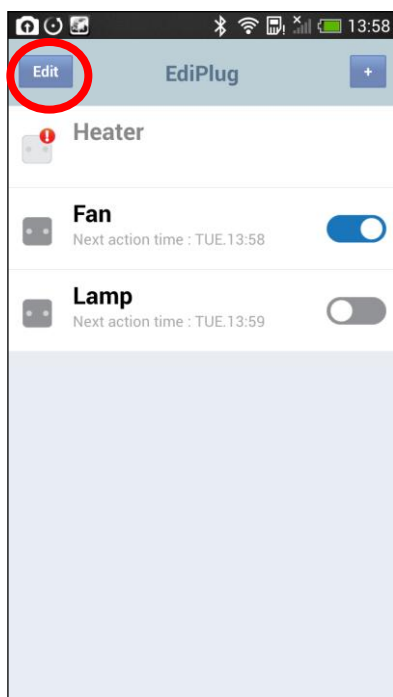 13:58
Edit
EdiPlug
+
Heater
Fan
Next action time : TUE.13:58
Lamp
Next action time : TUE.13:59